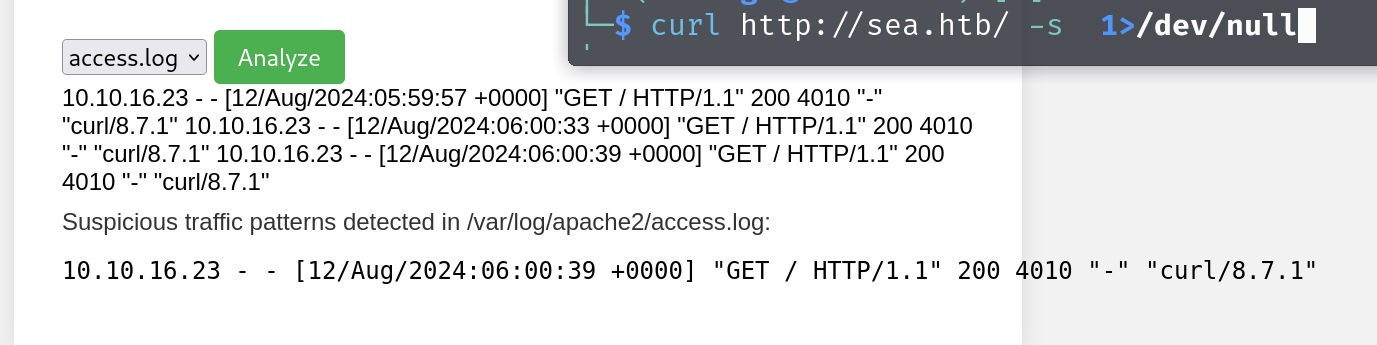 └─$ curl http://sea.htb/ -s  1>/dev/null
access.log Analyze
10.10.16.23 - - [12/Aug/2024:05:59:57 +0000] "GET / HTTP/1.1" 200 4010 "-"
"curl/8.7.1" 10.10.16.23 - - [12/Aug/2024:06:00:33 +0000] "GET / HTTP/1.1" 200 4010
"-" "curl/8.7.1" 10.10.16.23 - - [12/Aug/2024:06:00:39 +0000] "GET / HTTP/1.1" 200
4010 "-" "curl/8.7.1"
Suspicious traffic patterns detected in /var/log/apache2/access.log:
10.10.16.23 - - [12/Aug/2024:06:00:39 +0000] "GET / HTTP/1.1" 200 4010 "-" "curl/8.7.1"